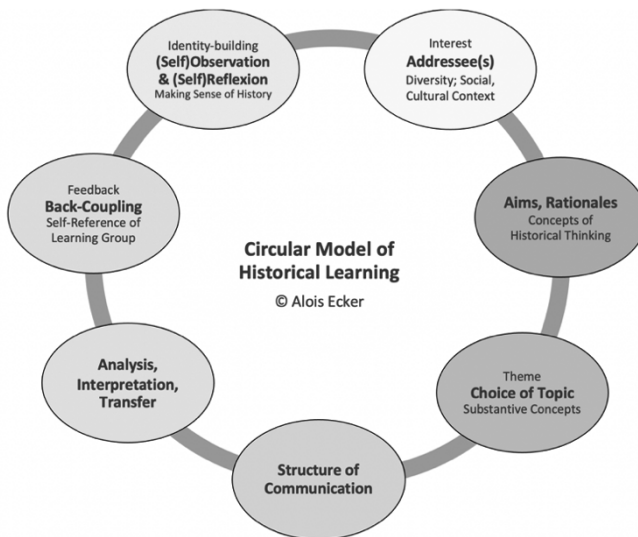 Identity-building
(Self)Observation
& (Self)Reflexion
Making Sense of History
Interest
Addressee(s)
Diversity; Social,
Cultural Context
Feedback
Back-Coupling
Self-Reference of
Learning Group
Aims, Rationales
Concepts of
Historical Thinking
Circular Model of
Historical Learning
© Alois Ecker
Analysis,
Interpretation,
Transfer
Theme
Choice of Topic
Substantive Concepts
Structure of
Communication